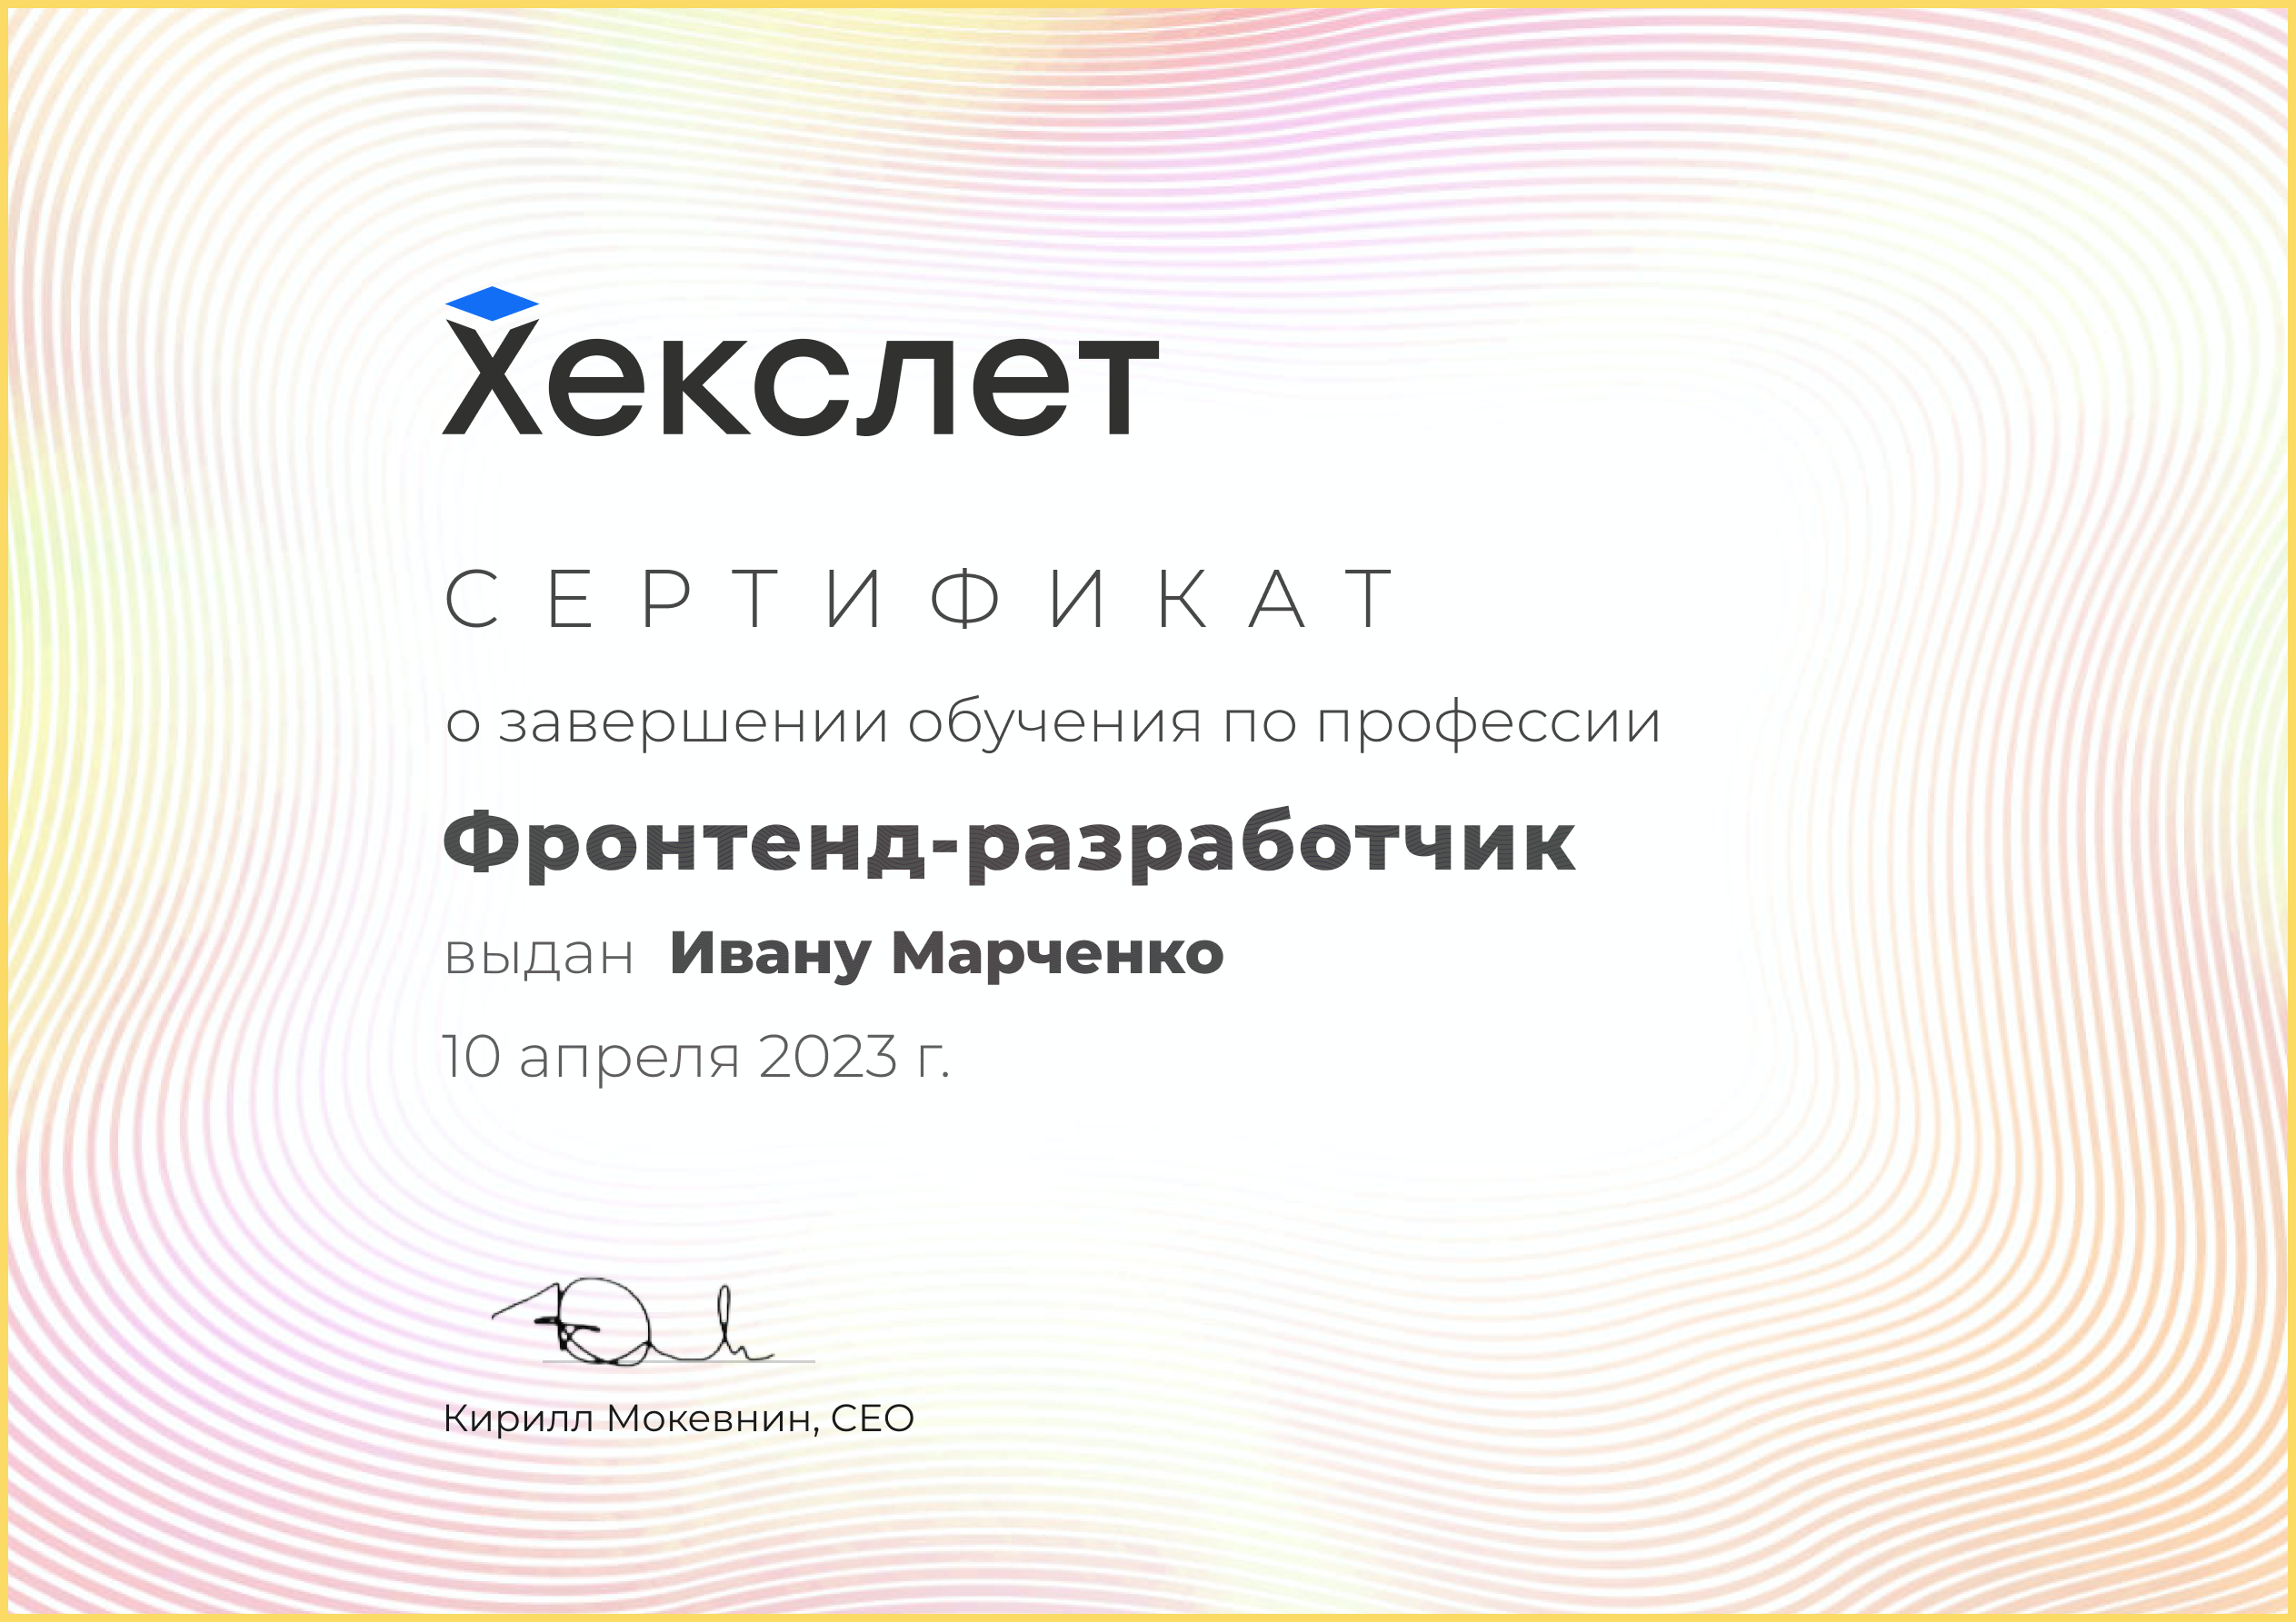 Хекслет
СЕРТИФИКАТ
о завершении обучения по профессии
Фронтенд-разработчик
выдан Ивану Марченко
10 апреля 2023 г.
Кирилл Мокевнин, CEO